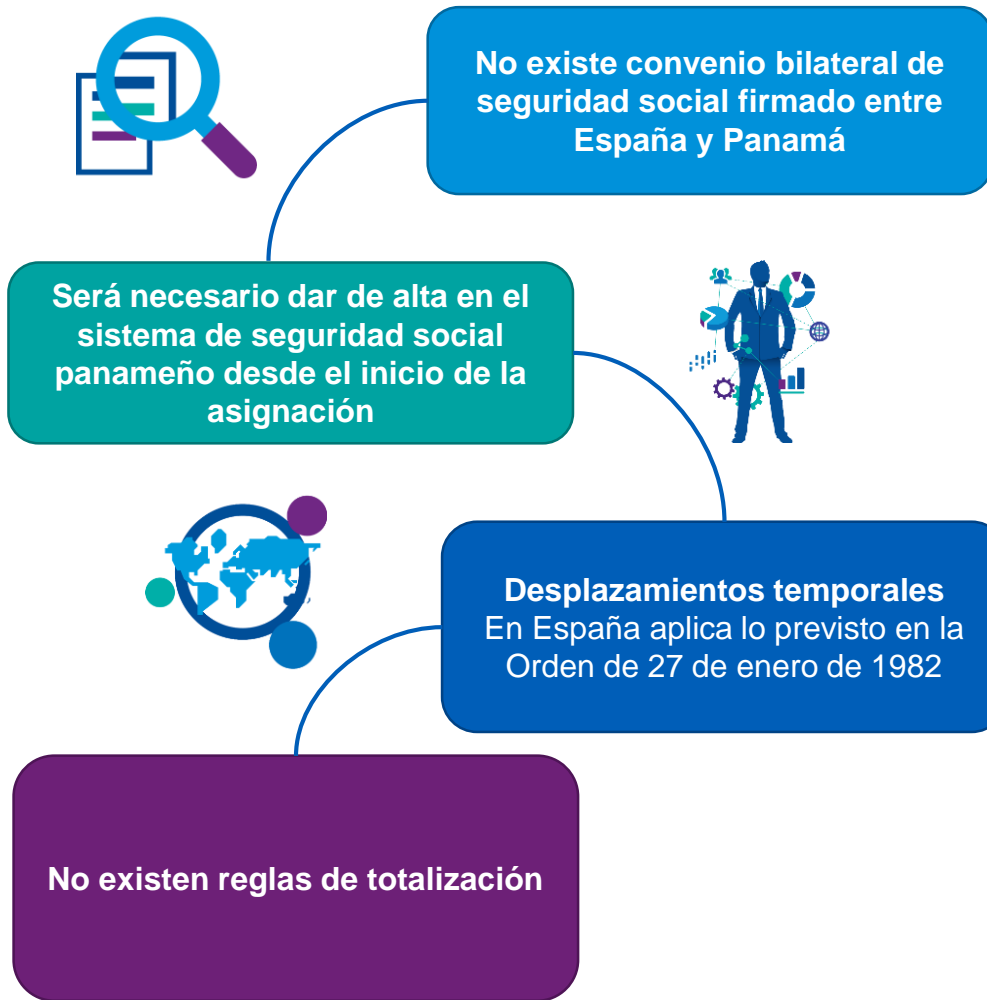 No existe convenio bilateral de
seguridad social firmado entre
España y Panamá
Será necesario dar de alta en el
sistema de seguridad social
panameño desde el inicio de la
asignación
Desplazamientos temporales
En España aplica lo previsto en la
Orden de 27 de enero de 1982
No existen reglas de totalización